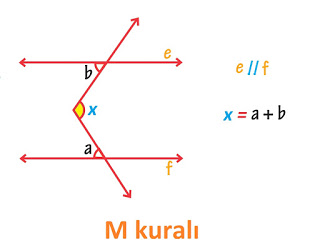 e
b
e // f
x
x = a + b
a
f
M kuralı